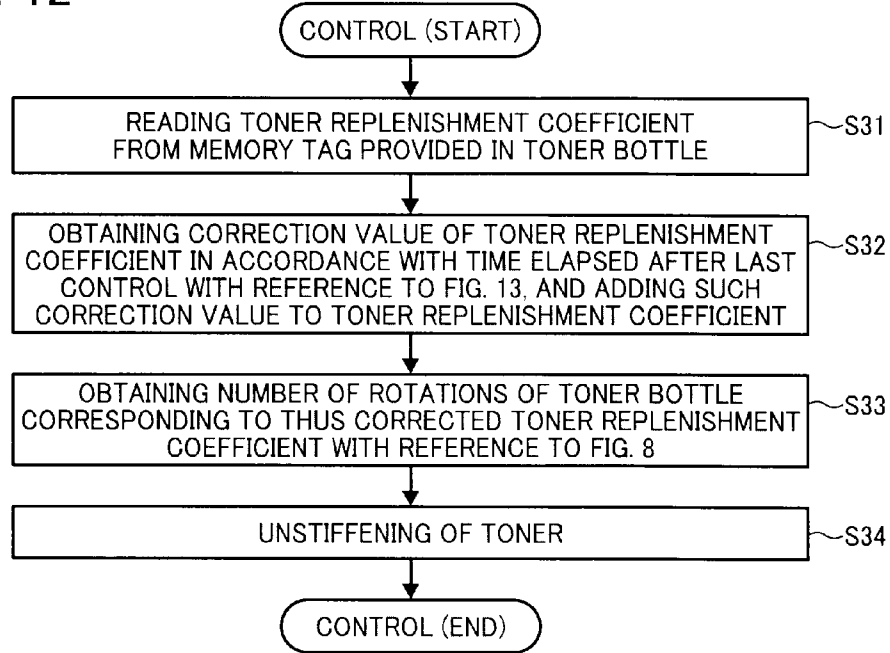 12
CONTROL (START)
READING TONER REPLENISHMENT COEFFICIENT
FROM MEMORY TAG PROVIDED IN TONER BOTTLE
S31
OBTAINING CORRECTION VALUE OF TONER REPLENISHMENT
COEFFICIENT IN ACCORDANCE WITH TIME ELAPSED AFTER LAST
CONTROL WITH REFERENCE TO FIG. 13, AND ADDING SUCH
CORRECTION VALUE TO TONER REPLENISHMENT COEFFICIENT
S32
OBTAINING NUMBER OF ROTATIONS OF TONER BOTTLE
CORRESPONDING TO THUS CORRECTED TONER REPLENISHMENT
COEFFICIENT WITH REFERENCE TO FIG. 8
S33
UNSTIFFENING OF TONER
S34
CONTROL (END)